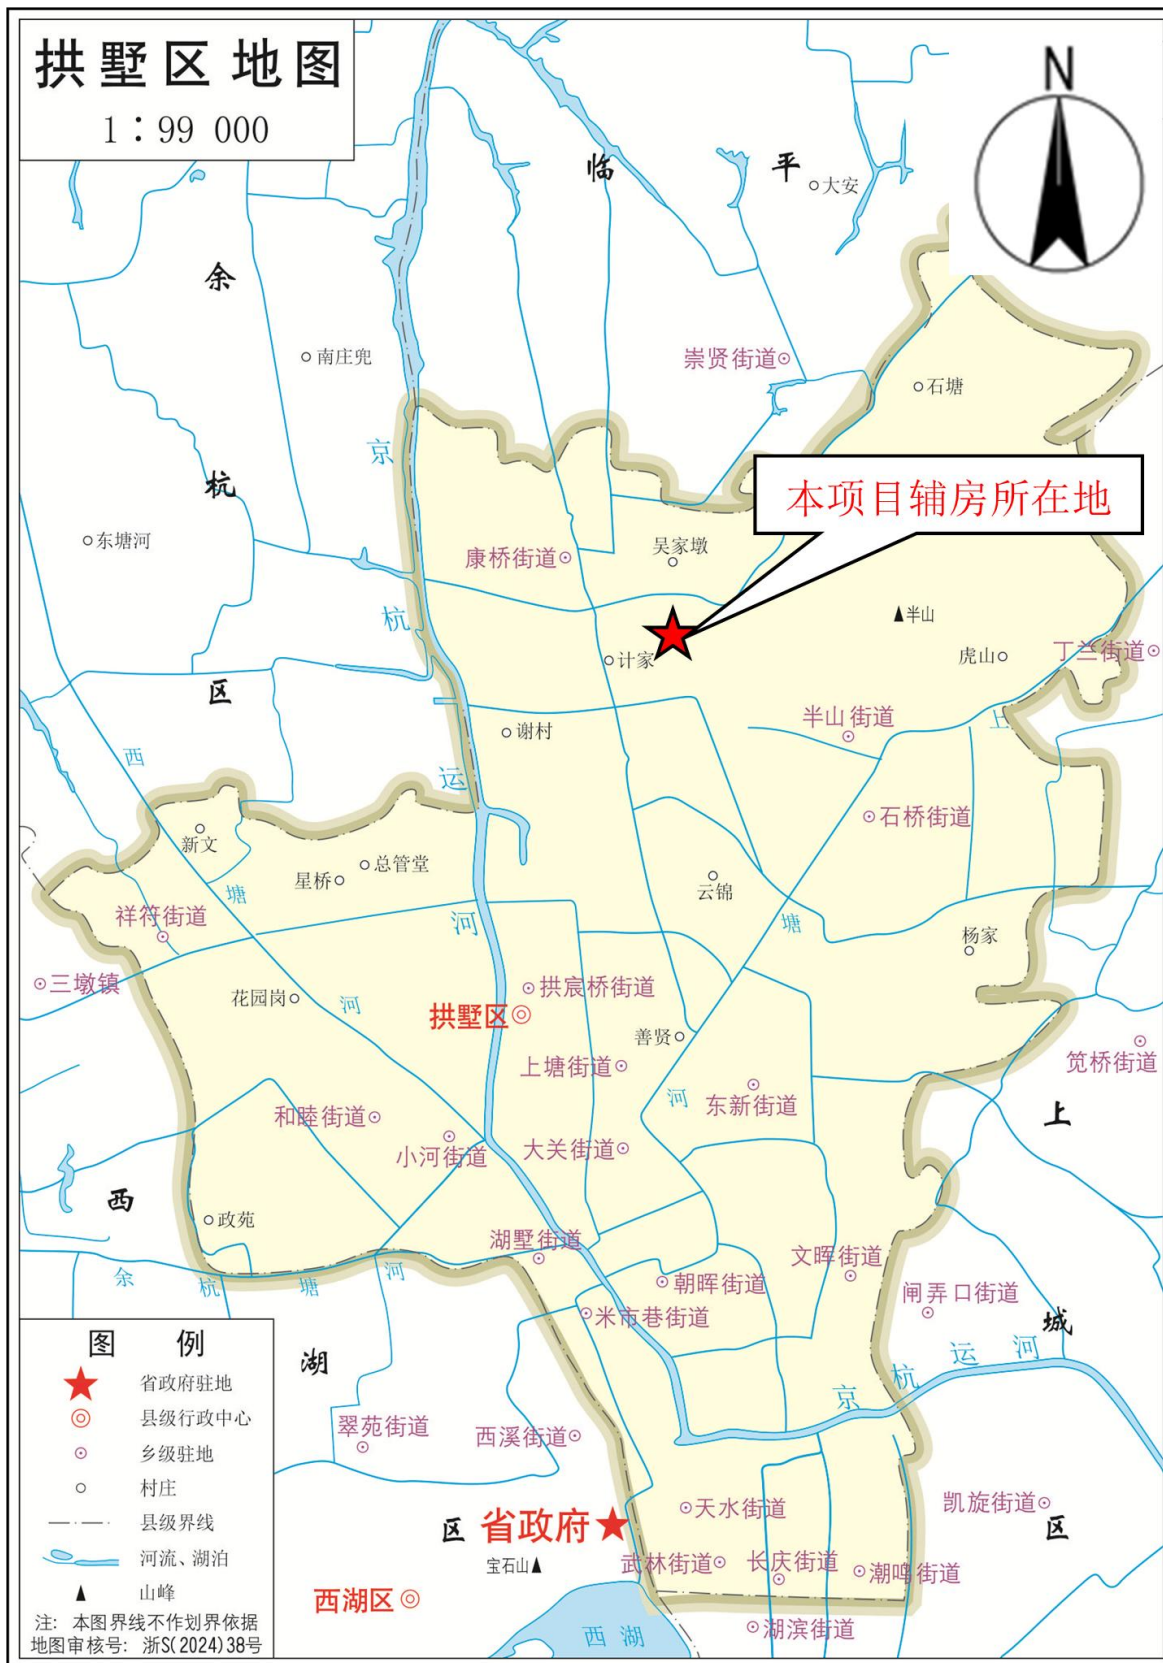 拱墅区地图
1：99 000
N
临
平
大安
余
南庄兜
崇贤街道
石塘
京
杭
本项目辅房所在地
东塘河
康桥街道
吴家墩
杭
半山
计家
虎山
丁兰街道
区
谢村
半山街道
上
西
运
石桥街道
新文
总管堂
星桥
塘
云锦
祥符街道
河
塘
杨家
三墩镇
拱宸桥街道
花园岗
河
拱墅区
善贤
笕桥街道
上塘街道
河
东新街道
上
和睦街道
小河街道
大关街道
西
政苑
湖墅街道
文晖街道
余
杭
塘
河
朝晖街道
闸弄口街道
米市巷街道
城
湖
京
杭
运
河
翠苑街道
西溪街道
天水街道
凯旋街道
区
省政府
区
宝石山
武林街道
长庆街道
潮鸣街道
西湖区
西湖
湖滨街道
图例
省政府驻地
县级行政中心
乡级驻地
村庄
县级界线
河流、湖泊
山峰
注: 本图界线不作划界依据
地图审核号: 浙S(2024)38号